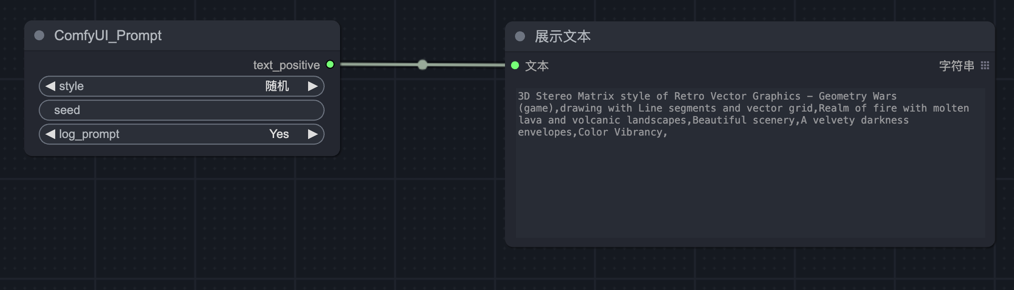 ComfyUI_Prompt
text_positive
style 随机
seed
log_prompt Yes
展示文本
文本 字符串
3D Stereo Matrix style of Retro Vector Graphics – Geometry Wars
(game),drawing with Line segments and vector grid,Realm of fire with molten
lava and volcanic landscapes,Beautiful scenery,A velvety darkness
envelopes,Color Vibrancy,